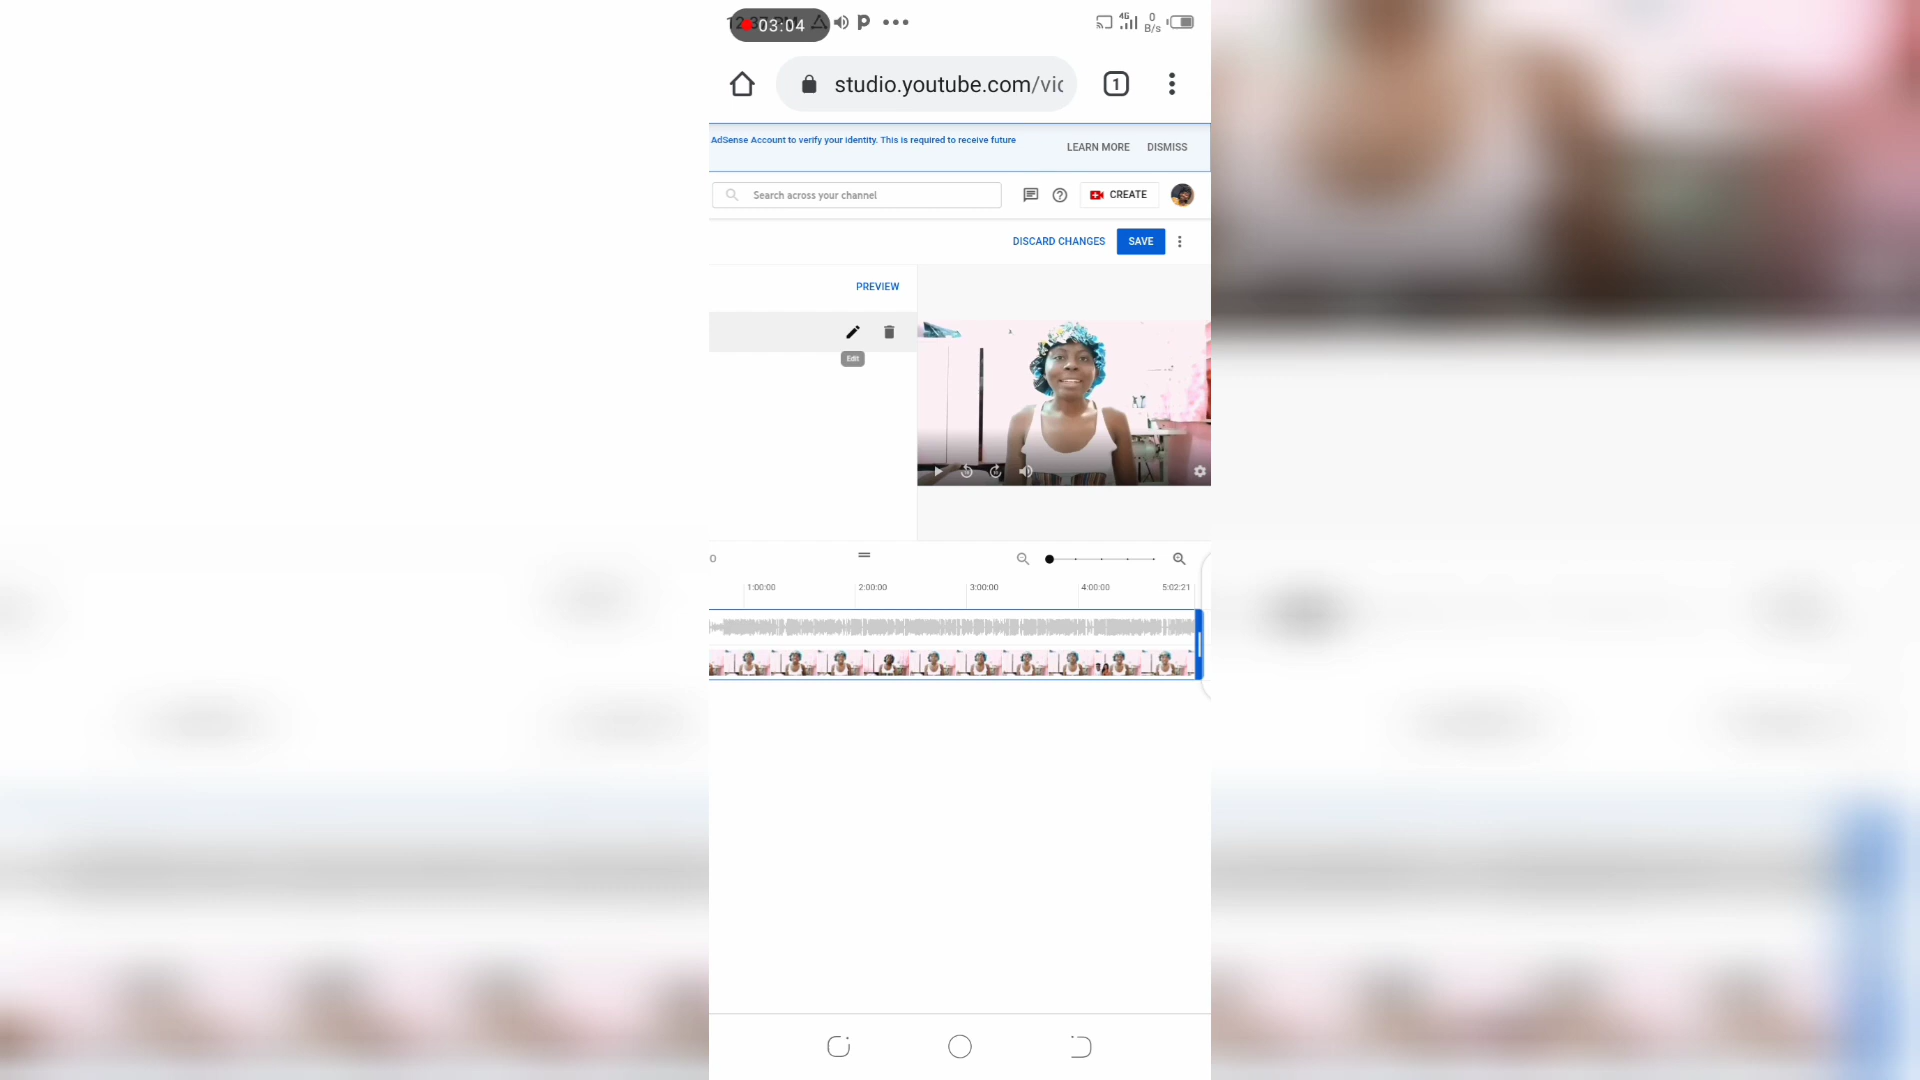 03:04
4G
0
B/s
studio.youtube.com/vic
1
AdSense Account to verify your identity. This is required to receive future
LEARN MORE
DISMISS
Search across your channel
CREATE
DISCARD CHANGES
SAVE
PREVIEW
Edit
1:00:00
2:00:00
3:00:00
4:00:00
5:02:21